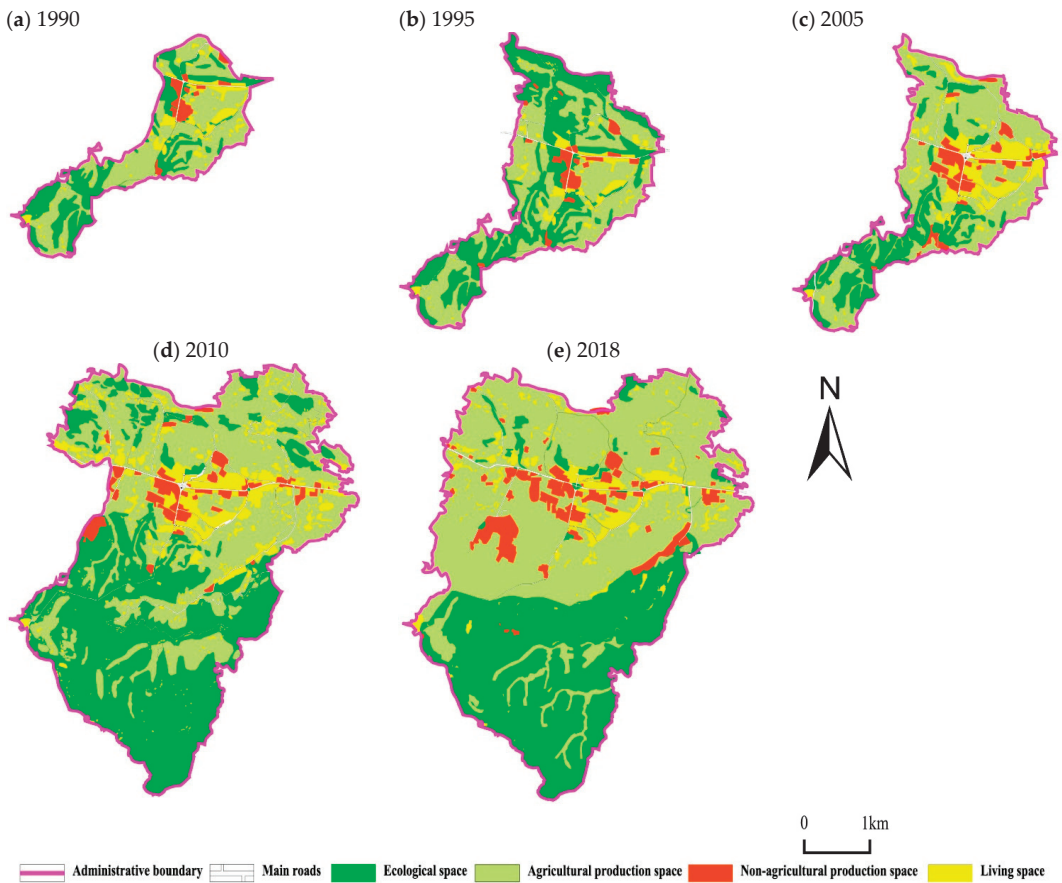 (a) 1990
(b) 1995
(c) 2005
(d) 2010
(e) 2018
N
0 1km
Administrative boundary Main roads Ecological space Agricultural production space Non-agricultural production space Living space